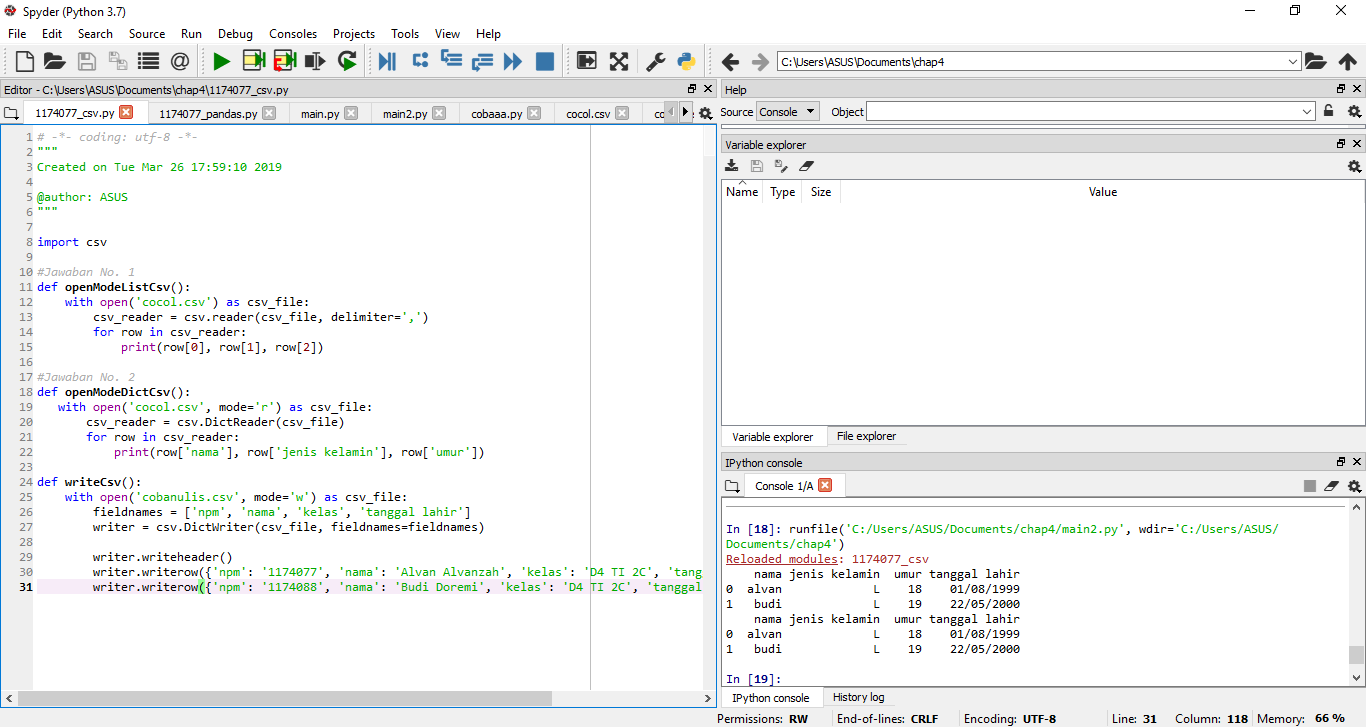 Spyder (Python 3.7)
File Edit Search Source Run Debug Consoles Projects Tools View Help
C:\Users\ASUS\Documents\chap4
Editor - C:\Users\ASUS\Documents\chap4\1174077_csv.py
1174077_csv.py 1174077_pandas.py main.py main2.py cobaaa.py cocol.csv co
1 # -*- coding: utf-8 -*-
2 """
3 Created on Tue Mar 26 17:59:10 2019
4
5 @author: ASUS
6 """
7
8 import csv
9
10 #Jawaban No. 1
11 def openModeListCsv():
12 with open('cocol.csv') as csv_file:
13 csv_reader = csv.reader(csv_file, delimiter=',')
14 for row in csv_reader:
15 print(row[0], row[1], row[2])
16
17 #Jawaban No. 2
18 def openModeDictCsv():
19 with open('cocol.csv', mode='r') as csv_file:
20 csv_reader = csv.DictReader(csv_file)
21 for row in csv_reader:
22 print(row['nama'], row['jenis kelamin'], row['umur'])
23
24 def writeCsv():
25 with open('cobanulis.csv', mode='w') as csv_file:
26 fieldnames = ['npm', 'nama', 'kelas', 'tanggal lahir']
27 writer = csv.DictWriter(csv_file, fieldnames=fieldnames)
28
29 writer.writeheader()
30 writer.writerow({'npm': '1174077', 'nama': 'Alvan Alvanzah', 'kelas': 'D4 TI 2C', 'tang
31 writer.writerow({'npm': '1174088', 'nama': 'Budi Doremi', 'kelas': 'D4 TI 2C', 'tanggal
Help
Source Console Object
Variable explorer
Name Type Size Value
Variable explorer File explorer
IPython console
Console 1/A
In [18]: runfile('C:/Users/ASUS/Documents/chap4/main2.py', wdir='C:/Users/ASUS/
Documents/chap4')
Reloaded modules: 1174077_csv
nama jenis kelamin umur tanggal lahir
0 alvan L 18 01/08/1999
1 budi L 19 22/05/2000
nama jenis kelamin umur tanggal lahir
0 alvan L 18 01/08/1999
1 budi L 19 22/05/2000
In [19]:
IPython console History log
Permissions: RW End-of-lines: CRLF Encoding: UTF-8 Line: 31 Column: 118 Memory: 66 %